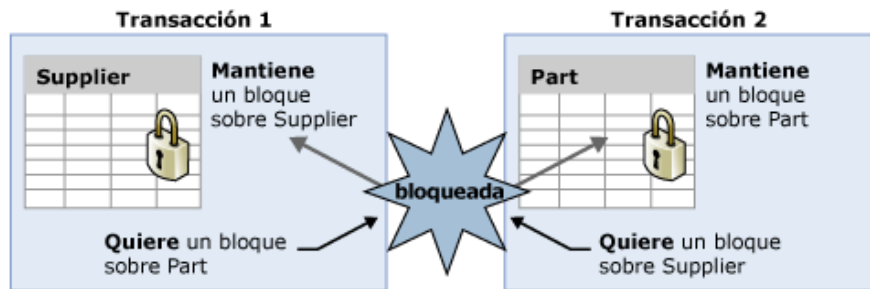 Transacción 1
Transacción 2
Supplier
Mantiene
un bloque
sobre Supplier
Part
Mantiene
un bloque
sobre Part
bloqueada
Quiere un bloque
sobre Part
Quiere un bloque
sobre Supplier